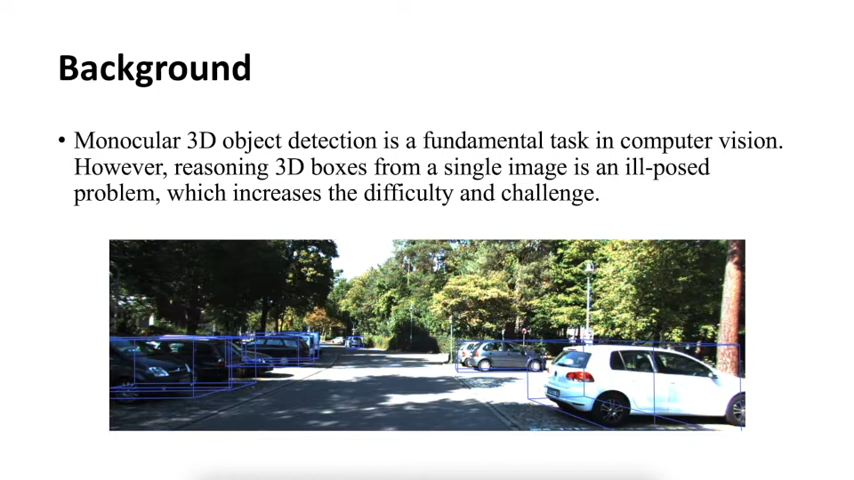 Background
• Monocular 3D object detection is a fundamental task in computer vision.
However, reasoning 3D boxes from a single image is an ill-posed
problem, which increases the difficulty and challenge.